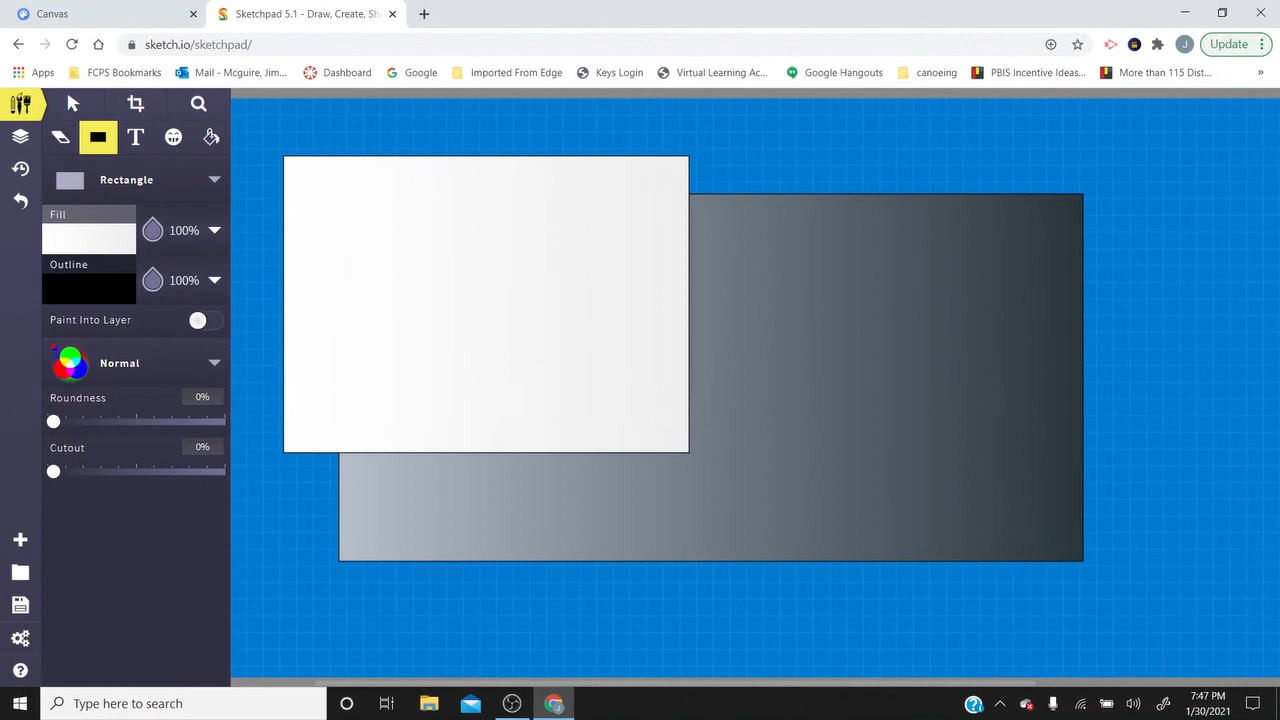 Canvas
Sketchpad 5.1 - Draw, Create, Sh
sketch.io/sketchpad/
Update
Apps
FCPS Bookmarks
Mail - Mcguire, Jim...
Dashboard
Google
Imported From Edge
Keys Login
Virtual Learning Ac...
Google Hangouts
canoeing
PBIS Incentive Ideas...
More than 115 Dist...
»
J
T
Rectangle
Fill
100%
Outline
100%
Paint Into Layer
Normal
Roundness
0%
Cutout
0%
Type here to search
7:47 PM
1/30/2021